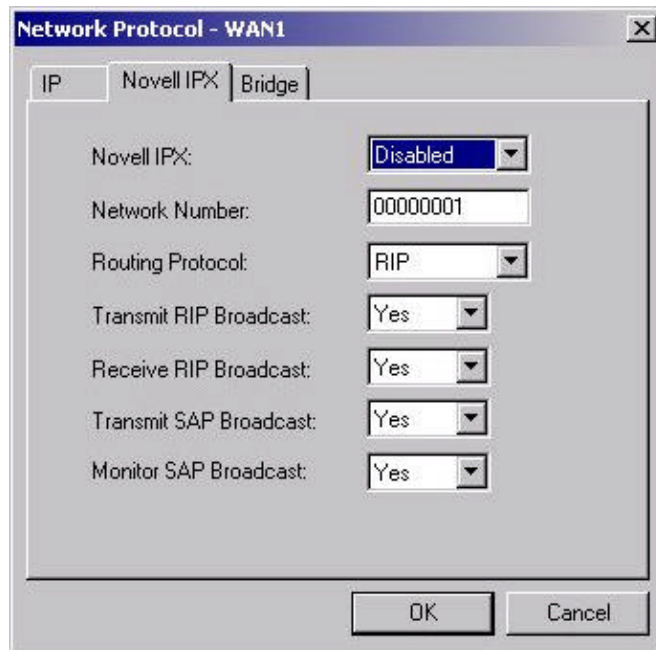 Network Protocol - WAN1
IP Novell IPX Bridge
Novell IPX: Disabled
Network Number: 00000001
Routing Protocol: RIP
Transmit RIP Broadcast: Yes
Receive RIP Broadcast: Yes
Transmit SAP Broadcast: Yes
Monitor SAP Broadcast: Yes
OK Cancel